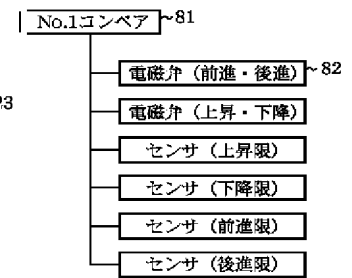 No.1コンベア 81
電磁弁（前進・後進） 82
23
電磁弁（上昇・下降）
センサ（上昇限）
センサ（下降限）
センサ（前進限）
センサ（後進限）